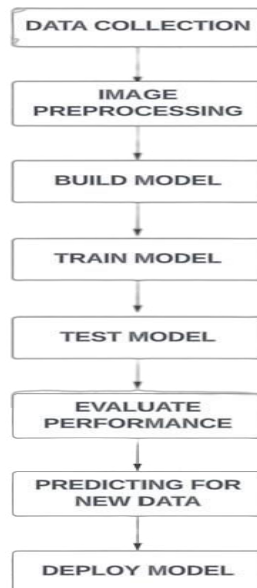 DATA COLLECTION
IMAGE
PREPROCESSING
BUILD MODEL
TRAIN MODEL
TEST MODEL
EVALUATE
PERFORMANCE
PREDICTING FOR
NEW DATA
DEPLOY MODEL